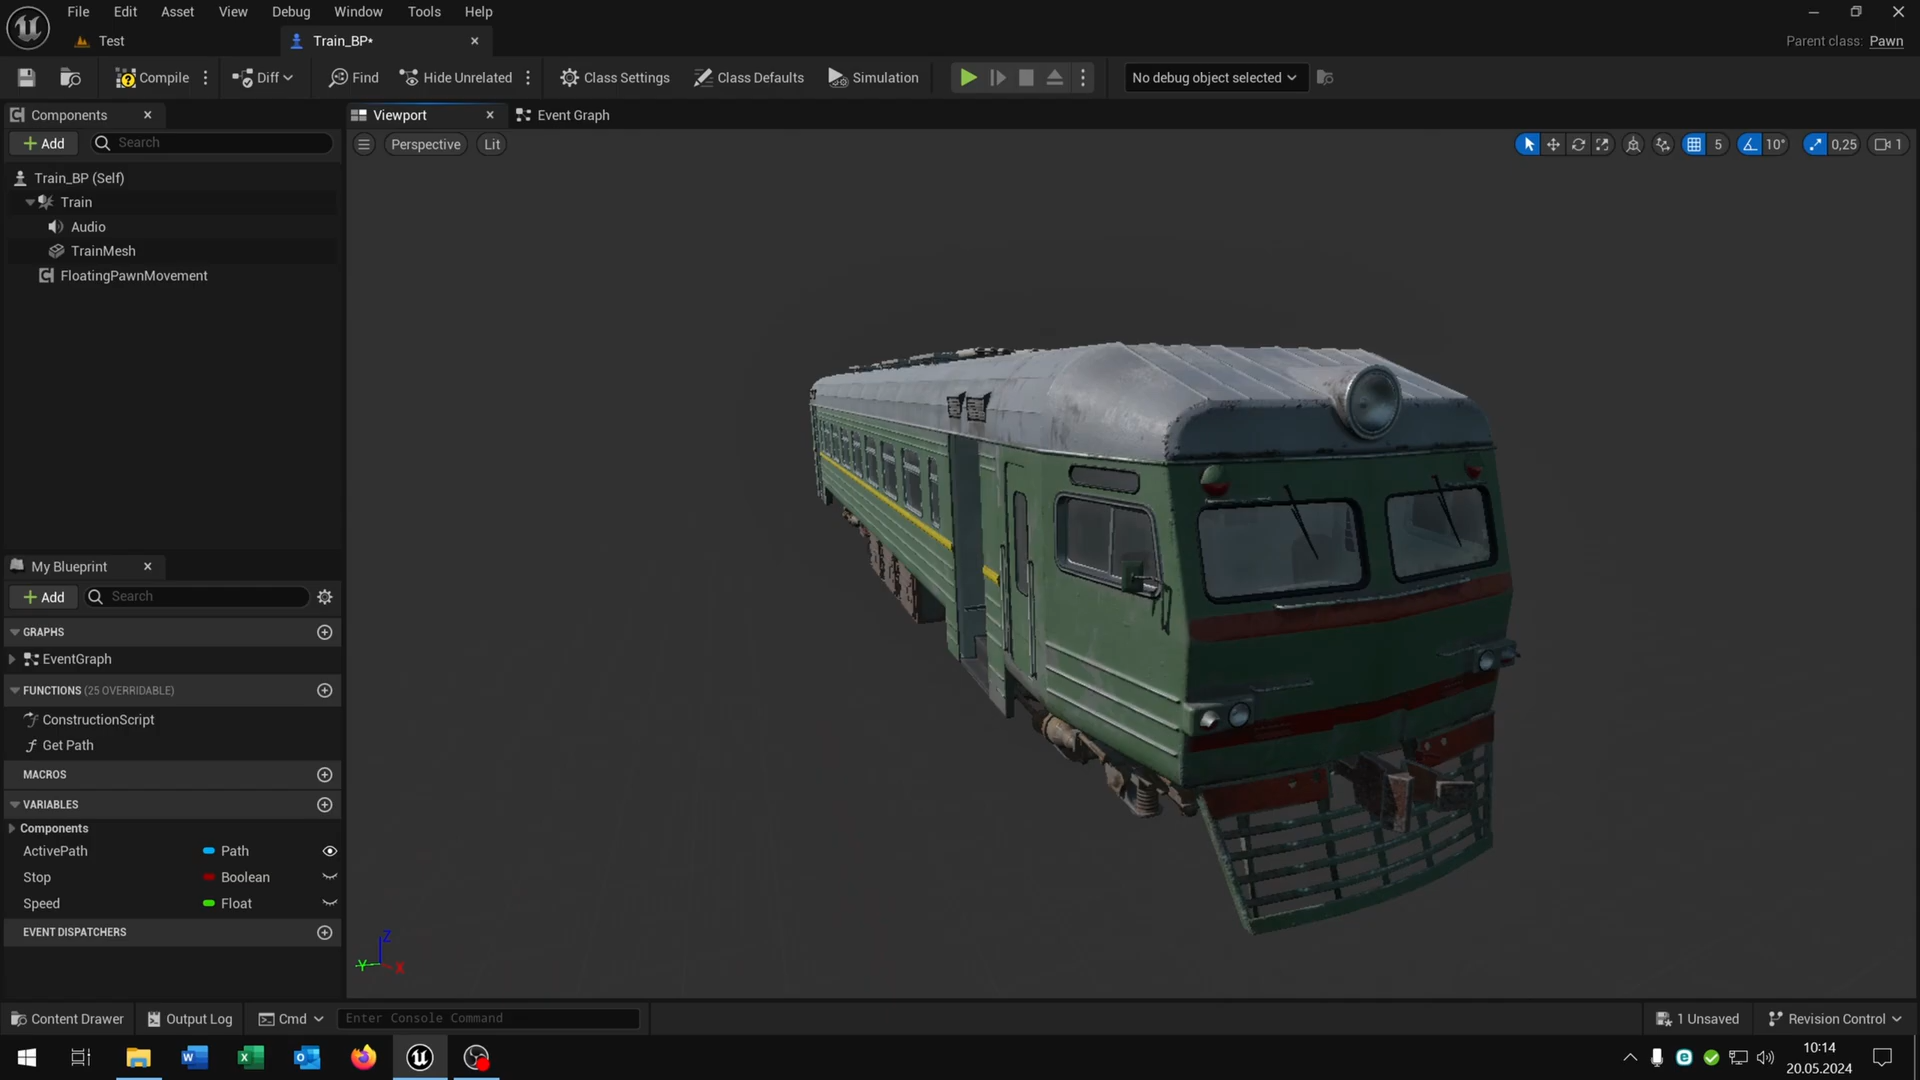 File Edit Asset View Debug Window Tools Help
Test
Train_BP*
Parent class: Pawn
Compile
Diff
Find
Hide Unrelated
Class Settings
Class Defaults
Simulation
No debug object selected
Components
Viewport
Event Graph
Add
Search
Perspective
Lit
5
10°
0,25
1
Train_BP (Self)
Train
Audio
TrainMesh
FloatingPawnMovement
My Blueprint
Add
Search
GRAPHS
EventGraph
FUNCTIONS (25 OVERRIDABLE)
ConstructionScript
Get Path
MACROS
VARIABLES
Components
ActivePath Path
Stop Boolean
Speed Float
EVENT DISPATCHERS
Z
Y
X
Content Drawer
Output Log
Cmd
Enter Console Command
1 Unsaved
Revision Control
10:14
20.05.2024